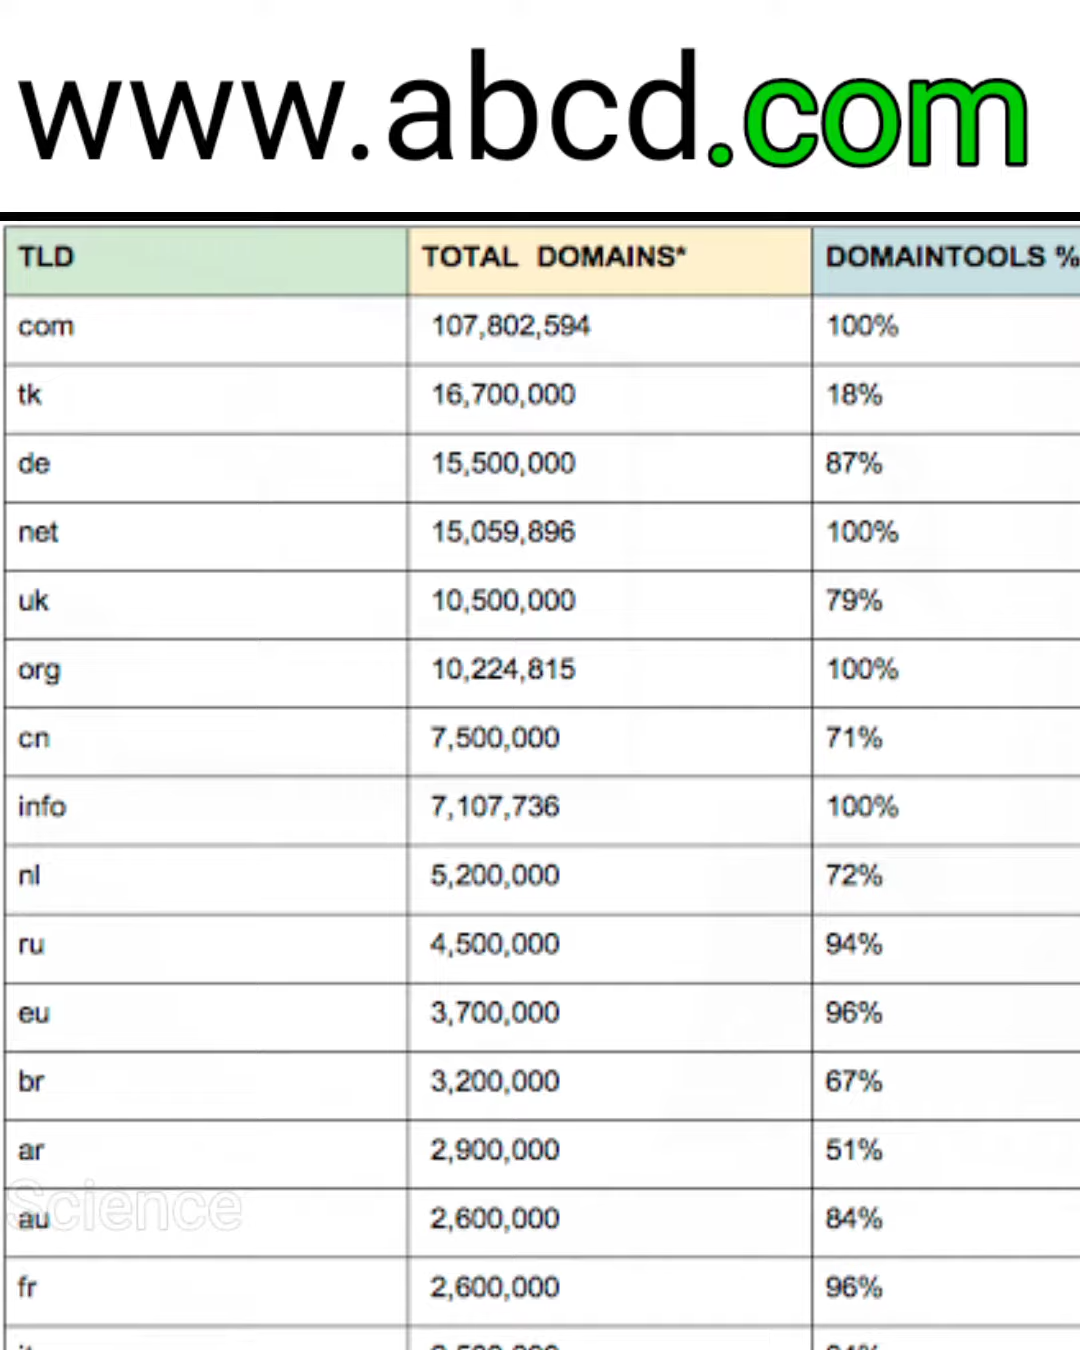 www.abcd.com
TLD TOTAL DOMAINS* DOMAINTOOLS %
com 107,802,594 100%
tk 16,700,000 18%
de 15,500,000 87%
net 15,059,896 100%
uk 10,500,000 79%
org 10,224,815 100%
cn 7,500,000 71%
info 7,107,736 100%
nl 5,200,000 72%
ru 4,500,000 94%
eu 3,700,000 96%
br 3,200,000 67%
ar 2,900,000 51%
Science
au 2,600,000 84%
fr 2,600,000 96%